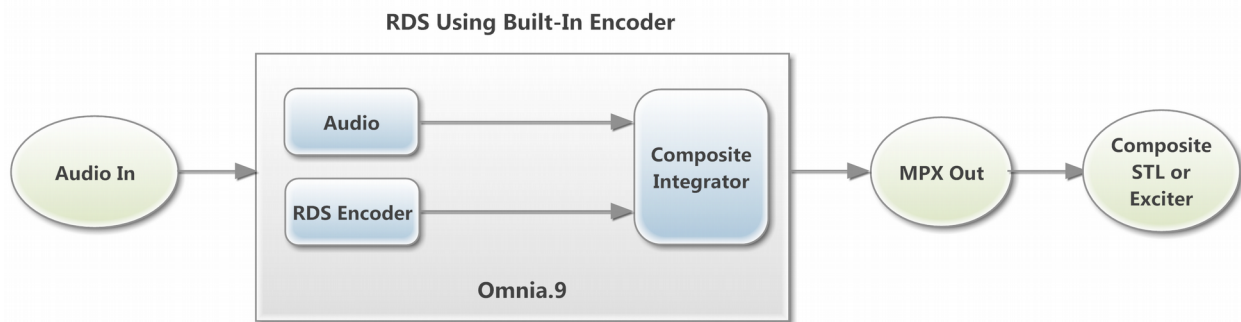 RDS Using Built-In Encoder
Audio In
Audio
RDS Encoder
Composite
Integrator
Omnia.9
MPX Out
Composite
STL or
Exciter